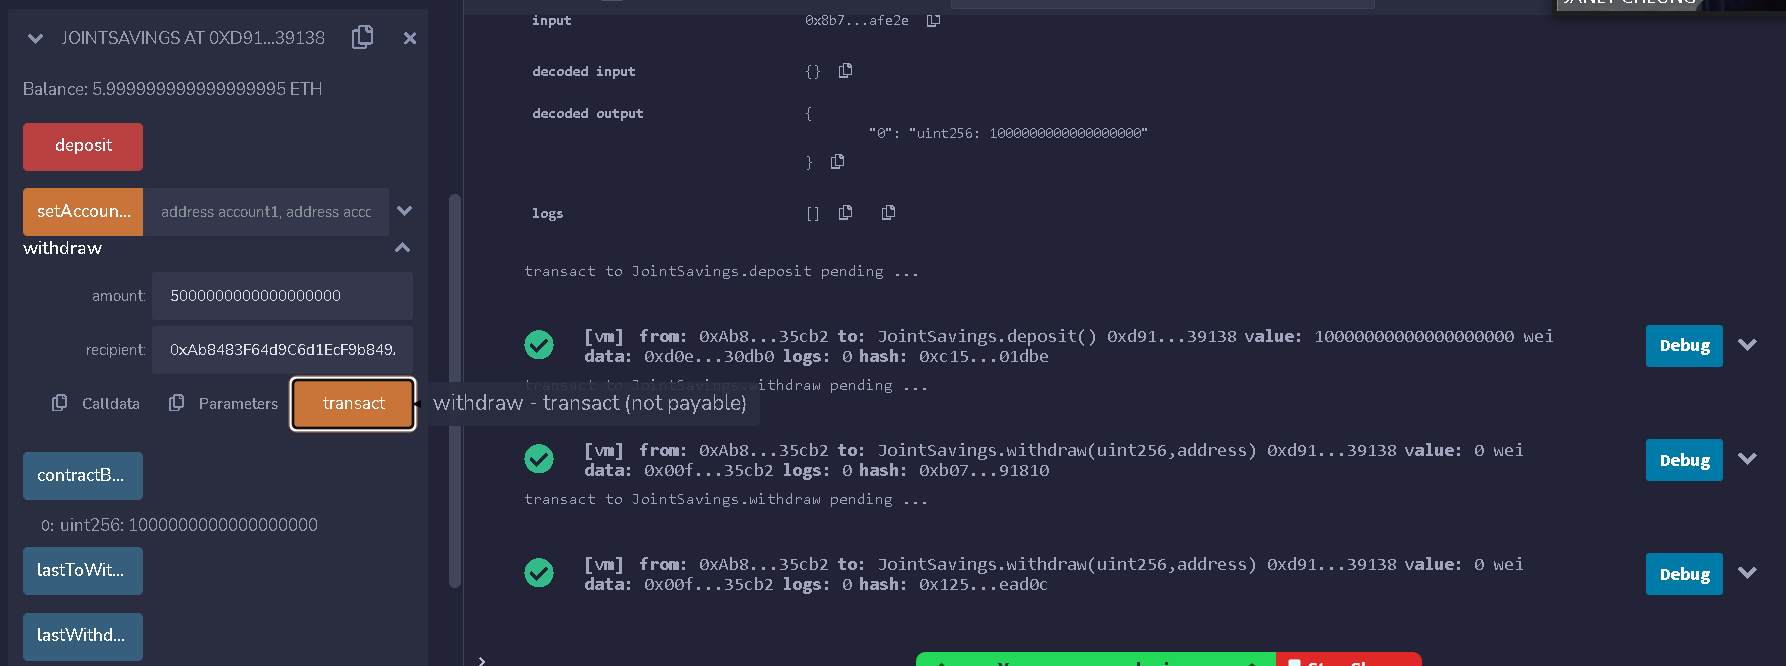 JOINTSAVINGS AT 0XD91...39138
Balance: 5.999999999999999995 ETH
deposit
setAccoun...
address account1, address accc
withdraw
amount:
5000000000000000000
recipient:
0xAb8483F64d9C6d1EcF9b849.
Calldata
Parameters
transact
withdraw - transact (not payable)
contractB...
0: uint256: 1000000000000000000
lastToWit...
lastWithd...
input
0x8b7...afe2e
decoded input
{}
decoded output
{
"0": "uint256: 1000000000000000000"
}
logs
[]
transact to JointSavings.deposit pending ...
[vm] from: 0xAb8...35cb2 to: JointSavings.deposit() 0xd91...39138 value: 10000000000000000000 wei
data: 0xd0e...30db0 logs: 0 hash: 0xc15...01dbe
Debug
transact to JointSavings.withdraw pending ...
[vm] from: 0xAb8...35cb2 to: JointSavings.withdraw(uint256,address) 0xd91...39138 value: 0 wei
data: 0x00f...35cb2 logs: 0 hash: 0xb07...91810
Debug
transact to JointSavings.withdraw pending ...
[vm] from: 0xAb8...35cb2 to: JointSavings.withdraw(uint256,address) 0xd91...39138 value: 0 wei
data: 0x00f...35cb2 logs: 0 hash: 0x125...ead0c
Debug
>